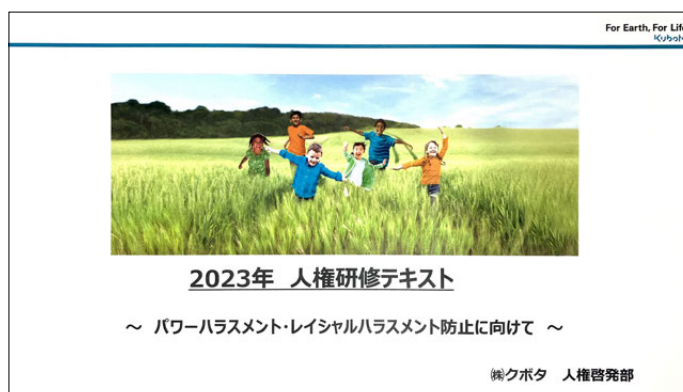 For Earth, For Life
Kubota
2023年 人権研修テキスト
～ パワーハラスメント・レイシャルハラスメント防止に向けて ～
㈱クボタ 人権啓発部